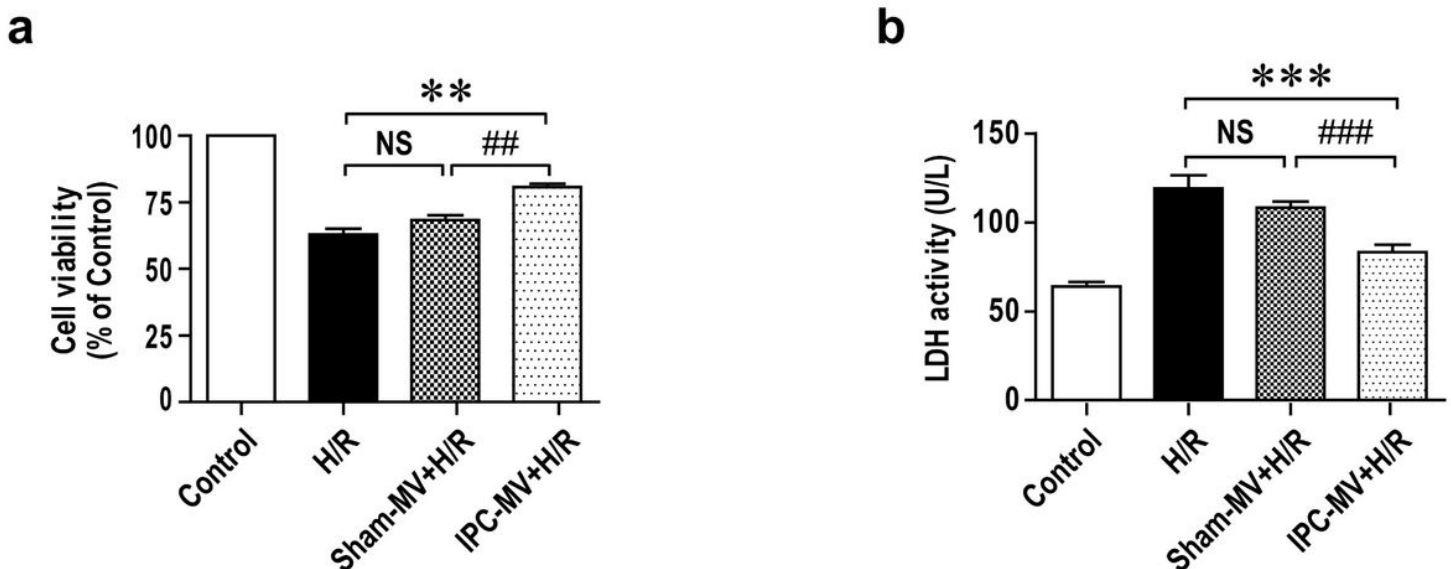 a
**
NS
##
100
75
50
25
0
Cell viability
(% of Control)
Control
H/R
Sham-MV+H/R
IPC-MV+H/R
b
***
NS
###
150
100
50
0
LDH activity (U/L)
Control
H/R
Sham-MV+H/R
IPC-MV+H/R